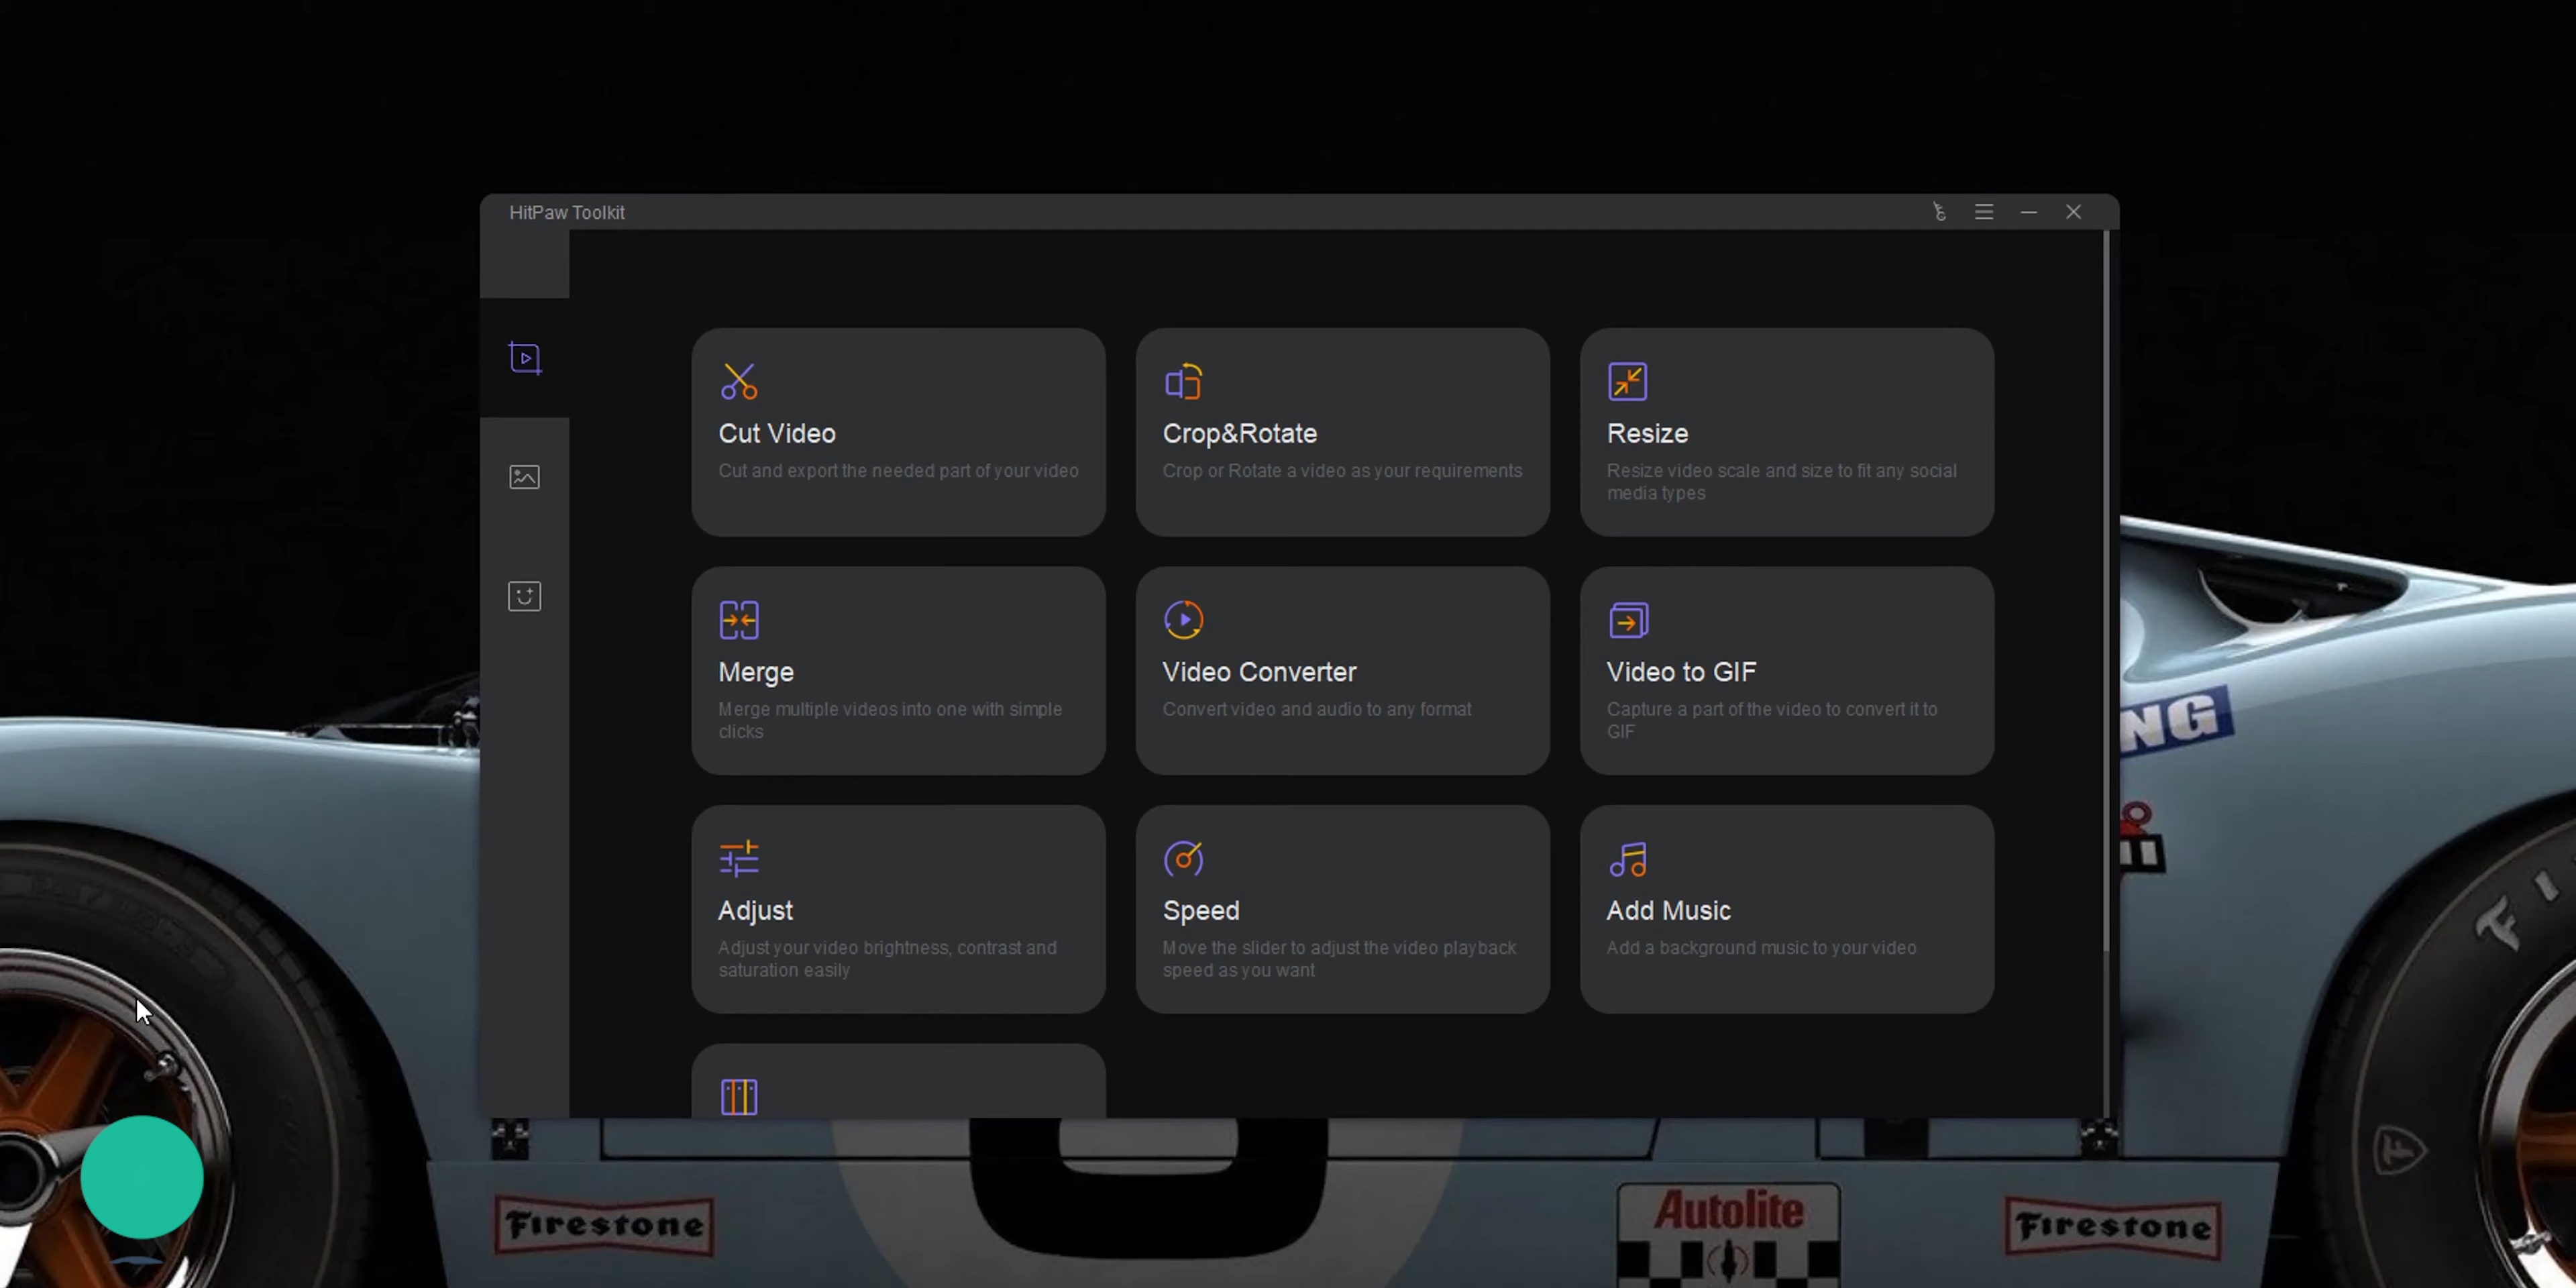 HitPaw Toolkit
Cut Video
Cut and export the needed part of your video
Crop&Rotate
Crop or Rotate a video as your requirements
Resize
Resize video scale and size to fit any social
media types
Merge
Merge multiple videos into one with simple
clicks
Video Converter
Convert video and audio to any format
Video to GIF
Capture a part of the video to convert it to
GIF
Adjust
Adjust your video brightness, contrast and
saturation easily
Speed
Move the slider to adjust the video playback
speed as you want
Add Music
Add a background music to your video
NG
FI
Firestone
Autolite
Firestone